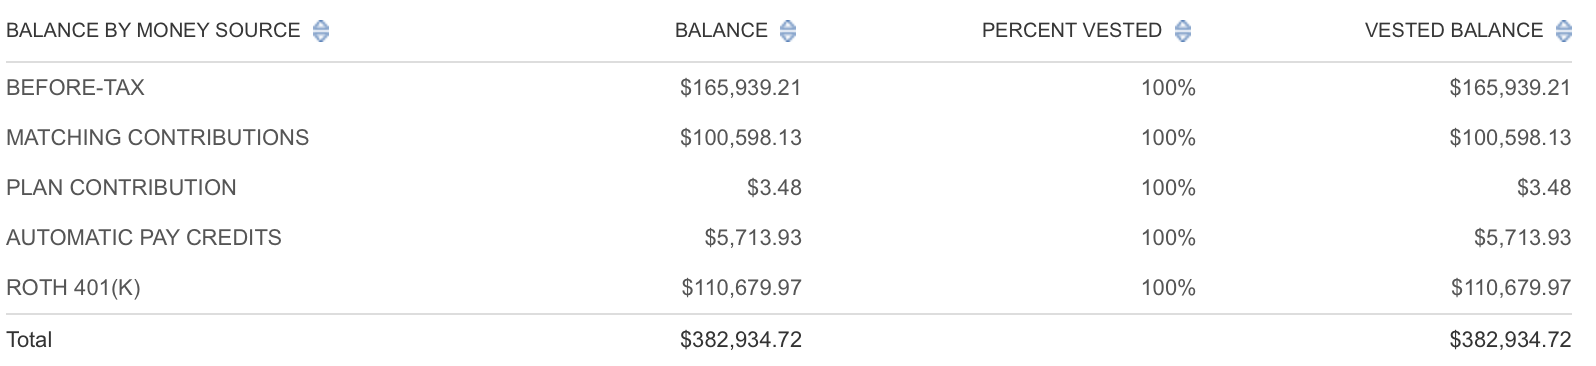 BALANCE BY MONEY SOURCE BALANCE PERCENT VESTED VESTED BALANCE
BEFORE-TAX $165,939.21 100% $165,939.21
MATCHING CONTRIBUTIONS $100,598.13 100% $100,598.13
PLAN CONTRIBUTION $3.48 100% $3.48
AUTOMATIC PAY CREDITS $5,713.93 100% $5,713.93
ROTH 401(K) $110,679.97 100% $110,679.97
Total $382,934.72 $382,934.72